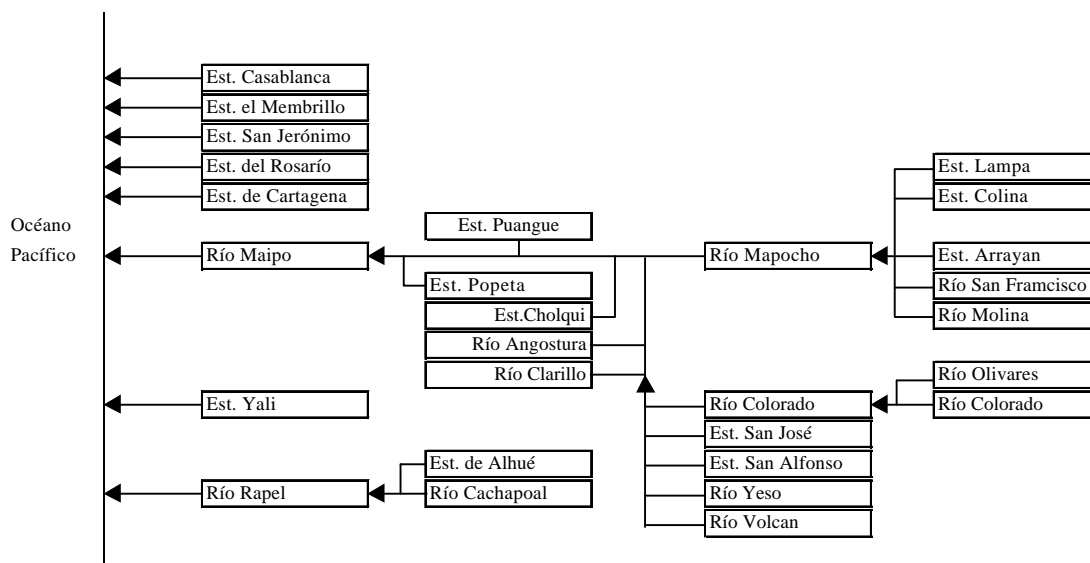 Est. Casablanca
Est. el Membrillo
Est. San Jerónimo
Est. del Rosarío
Est. Lampa
Est. de Cartagena
Est. Colina
Océano
Est. Puangue
Pacífico
Río Maipo
Río Mapocho
Est. Arrayan
Est. Popeta
Río San Framcisco
Est.Cholqui
Río Molina
Río Angostura
Río Clarillo
Río Olivares
Est. Yali
Río Colorado
Río Colorado
Est. San José
Est. de Alhué
Est. San Alfonso
Río Rapel
Río Cachapoal
Río Yeso
Río Volcan